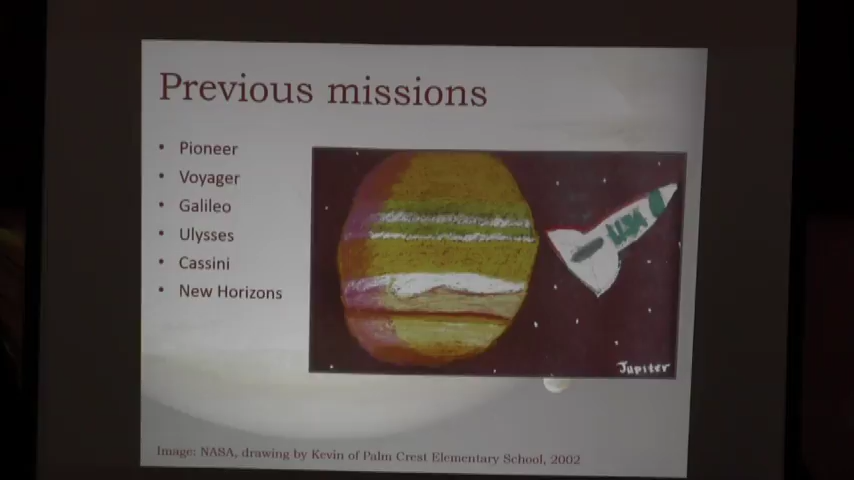 Previous missions
• Pioneer
• Voyager
• Galileo
• Ulysses
• Cassini
• New Horizons
USA
Jupiter
Image: NASA, drawing by Kevin of Palm Crest Elementary School, 2002